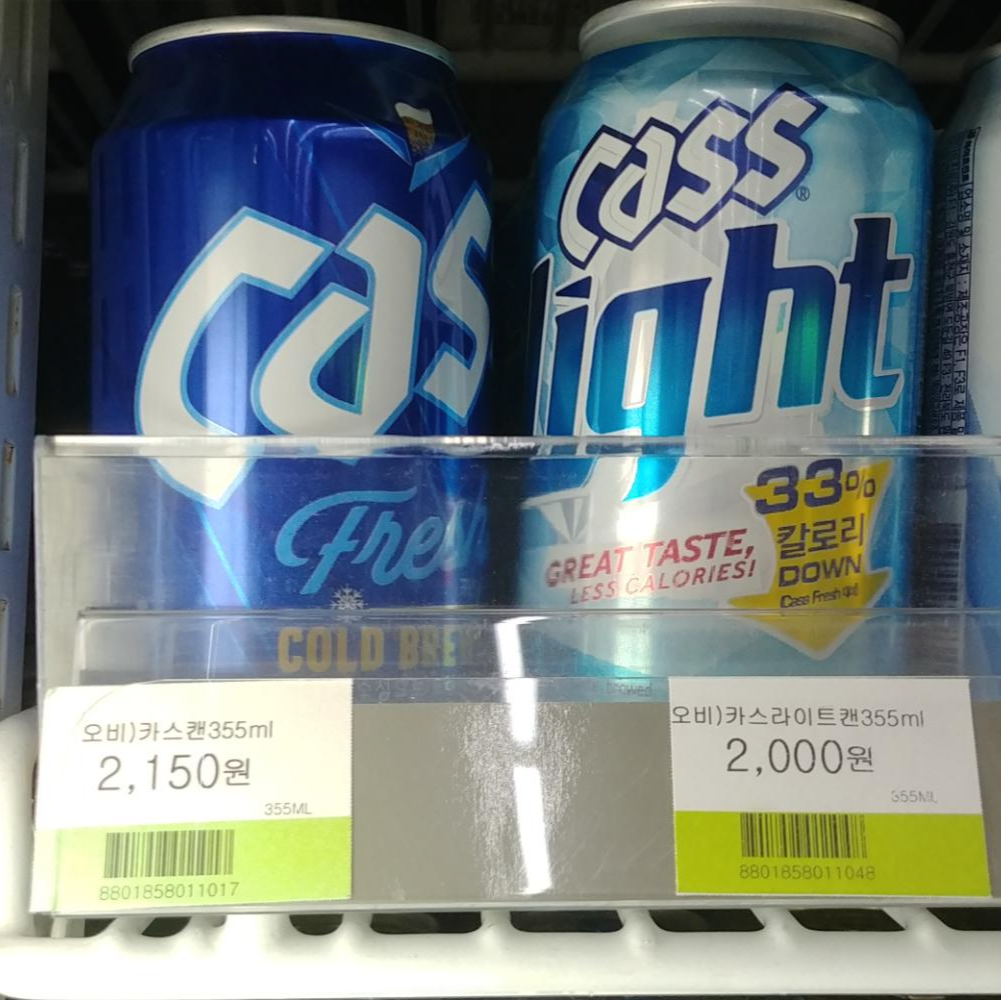 Cas
Fresh
COLD BREW
cass
®
light
GREAT TASTE,
LESS CALORIES!
33%
칼로리
DOWN
오비)카스캔355ml
2,150원
355ML
8801858011017
오비)카스라이트캔355ml
2,000원
355ML
8801858011048